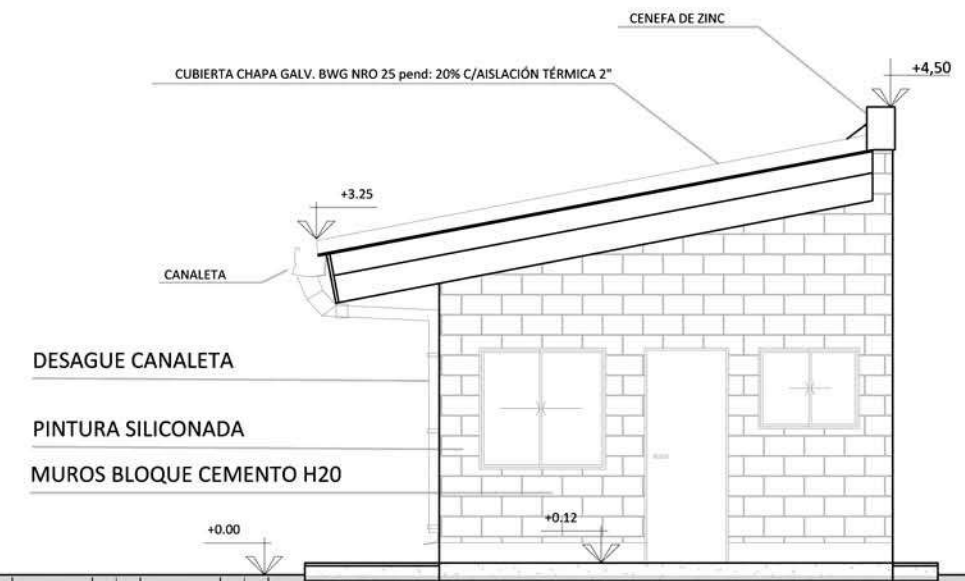 CENEFA DE ZINC
+4,50
CUBIERTA CHAPA GALV. BWG NRO 25 pend: 20% C/AISLACIÓN TÉRMICA 2"
+3.25
CANALETA
DESAGUE CANALETA
PINTURA SILICONADA
MUROS BLOQUE CEMENTO H20
+0.00
+0.12